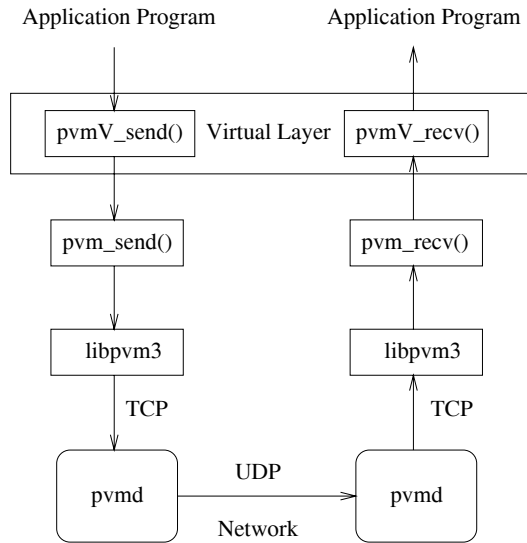 Application Program
Application Program
pvmV_send()
Virtual Layer
pvmV_recv()
pvm_send()
pvm_recv()
libpvm3
libpvm3
TCP
TCP
UDP
pvmd
pvmd
Network